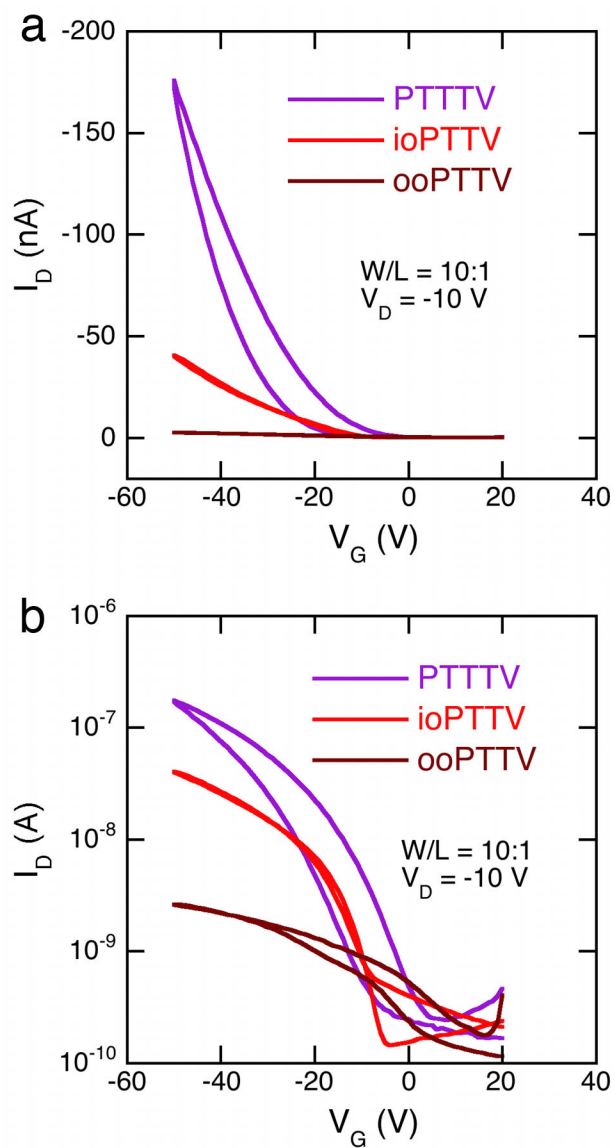 a
-200
-150
-100
-50
0
I_D (nA)
PTTTV
ioPTTV
ooPTTV
W/L = 10:1
V_D = -10 V
-60 -40 -20 0 20 40
V_G (V)
b
10^-6
10^-7
10^-8
10^-9
10^-10
I_D (A)
PTTTV
ioPTTV
ooPTTV
W/L = 10:1
V_D = -10 V
-60 -40 -20 0 20 40
V_G (V)